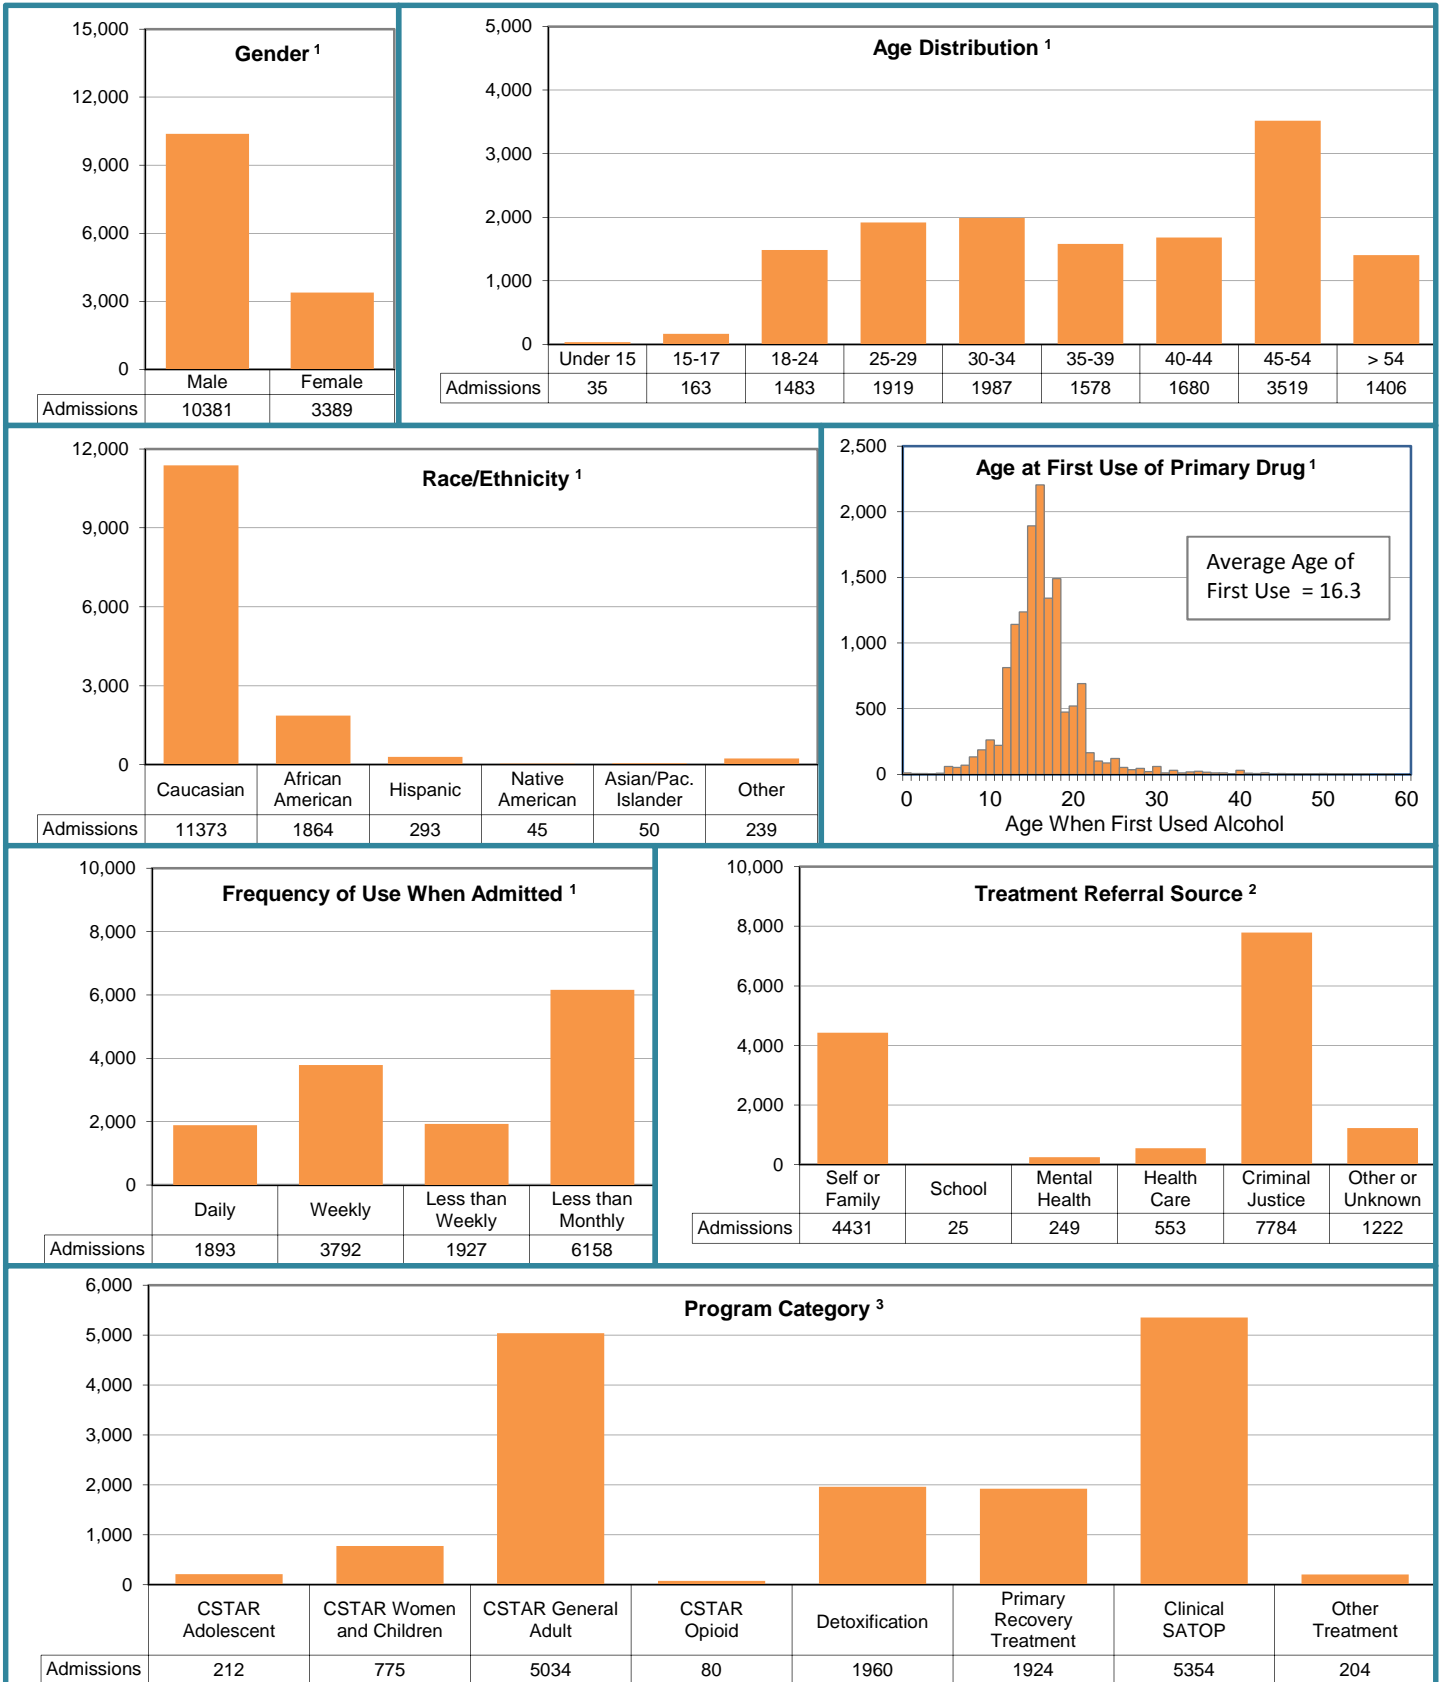 Gender 1
15,000
12,000
9,000
6,000
3,000
0
Male Female
Admissions 10381 3389
Age Distribution 1
5,000
4,000
3,000
2,000
1,000
0
Under 15 15-17 18-24 25-29 30-34 35-39 40-44 45-54 > 54
Admissions 35 163 1483 1919 1987 1578 1680 3519 1406
Race/Ethnicity 1
12,000
9,000
6,000
3,000
0
Caucasian African American Hispanic Native American Asian/Pac. Islander Other
Admissions 11373 1864 293 45 50 239
Age at First Use of Primary Drug 1
2,500
2,000
1,500
1,000
500
0
Average Age of
First Use = 16.3
0 10 20 30 40 50 60
Age When First Used Alcohol
Frequency of Use When Admitted 1
10,000
8,000
6,000
4,000
2,000
0
Daily Weekly Less than Weekly Less than Monthly
Admissions 1893 3792 1927 6158
Treatment Referral Source 2
10,000
8,000
6,000
4,000
2,000
0
Self or Family School Mental Health Health Care Criminal Justice Other or Unknown
Admissions 4431 25 249 553 7784 1222
Program Category 3
6,000
5,000
4,000
3,000
2,000
1,000
0
CSTAR Adolescent CSTAR Women and Children CSTAR General Adult CSTAR Opioid Detoxification Primary Recovery Treatment Clinical SATOP Other Treatment
Admissions 212 775 5034 80 1960 1924 5354 204